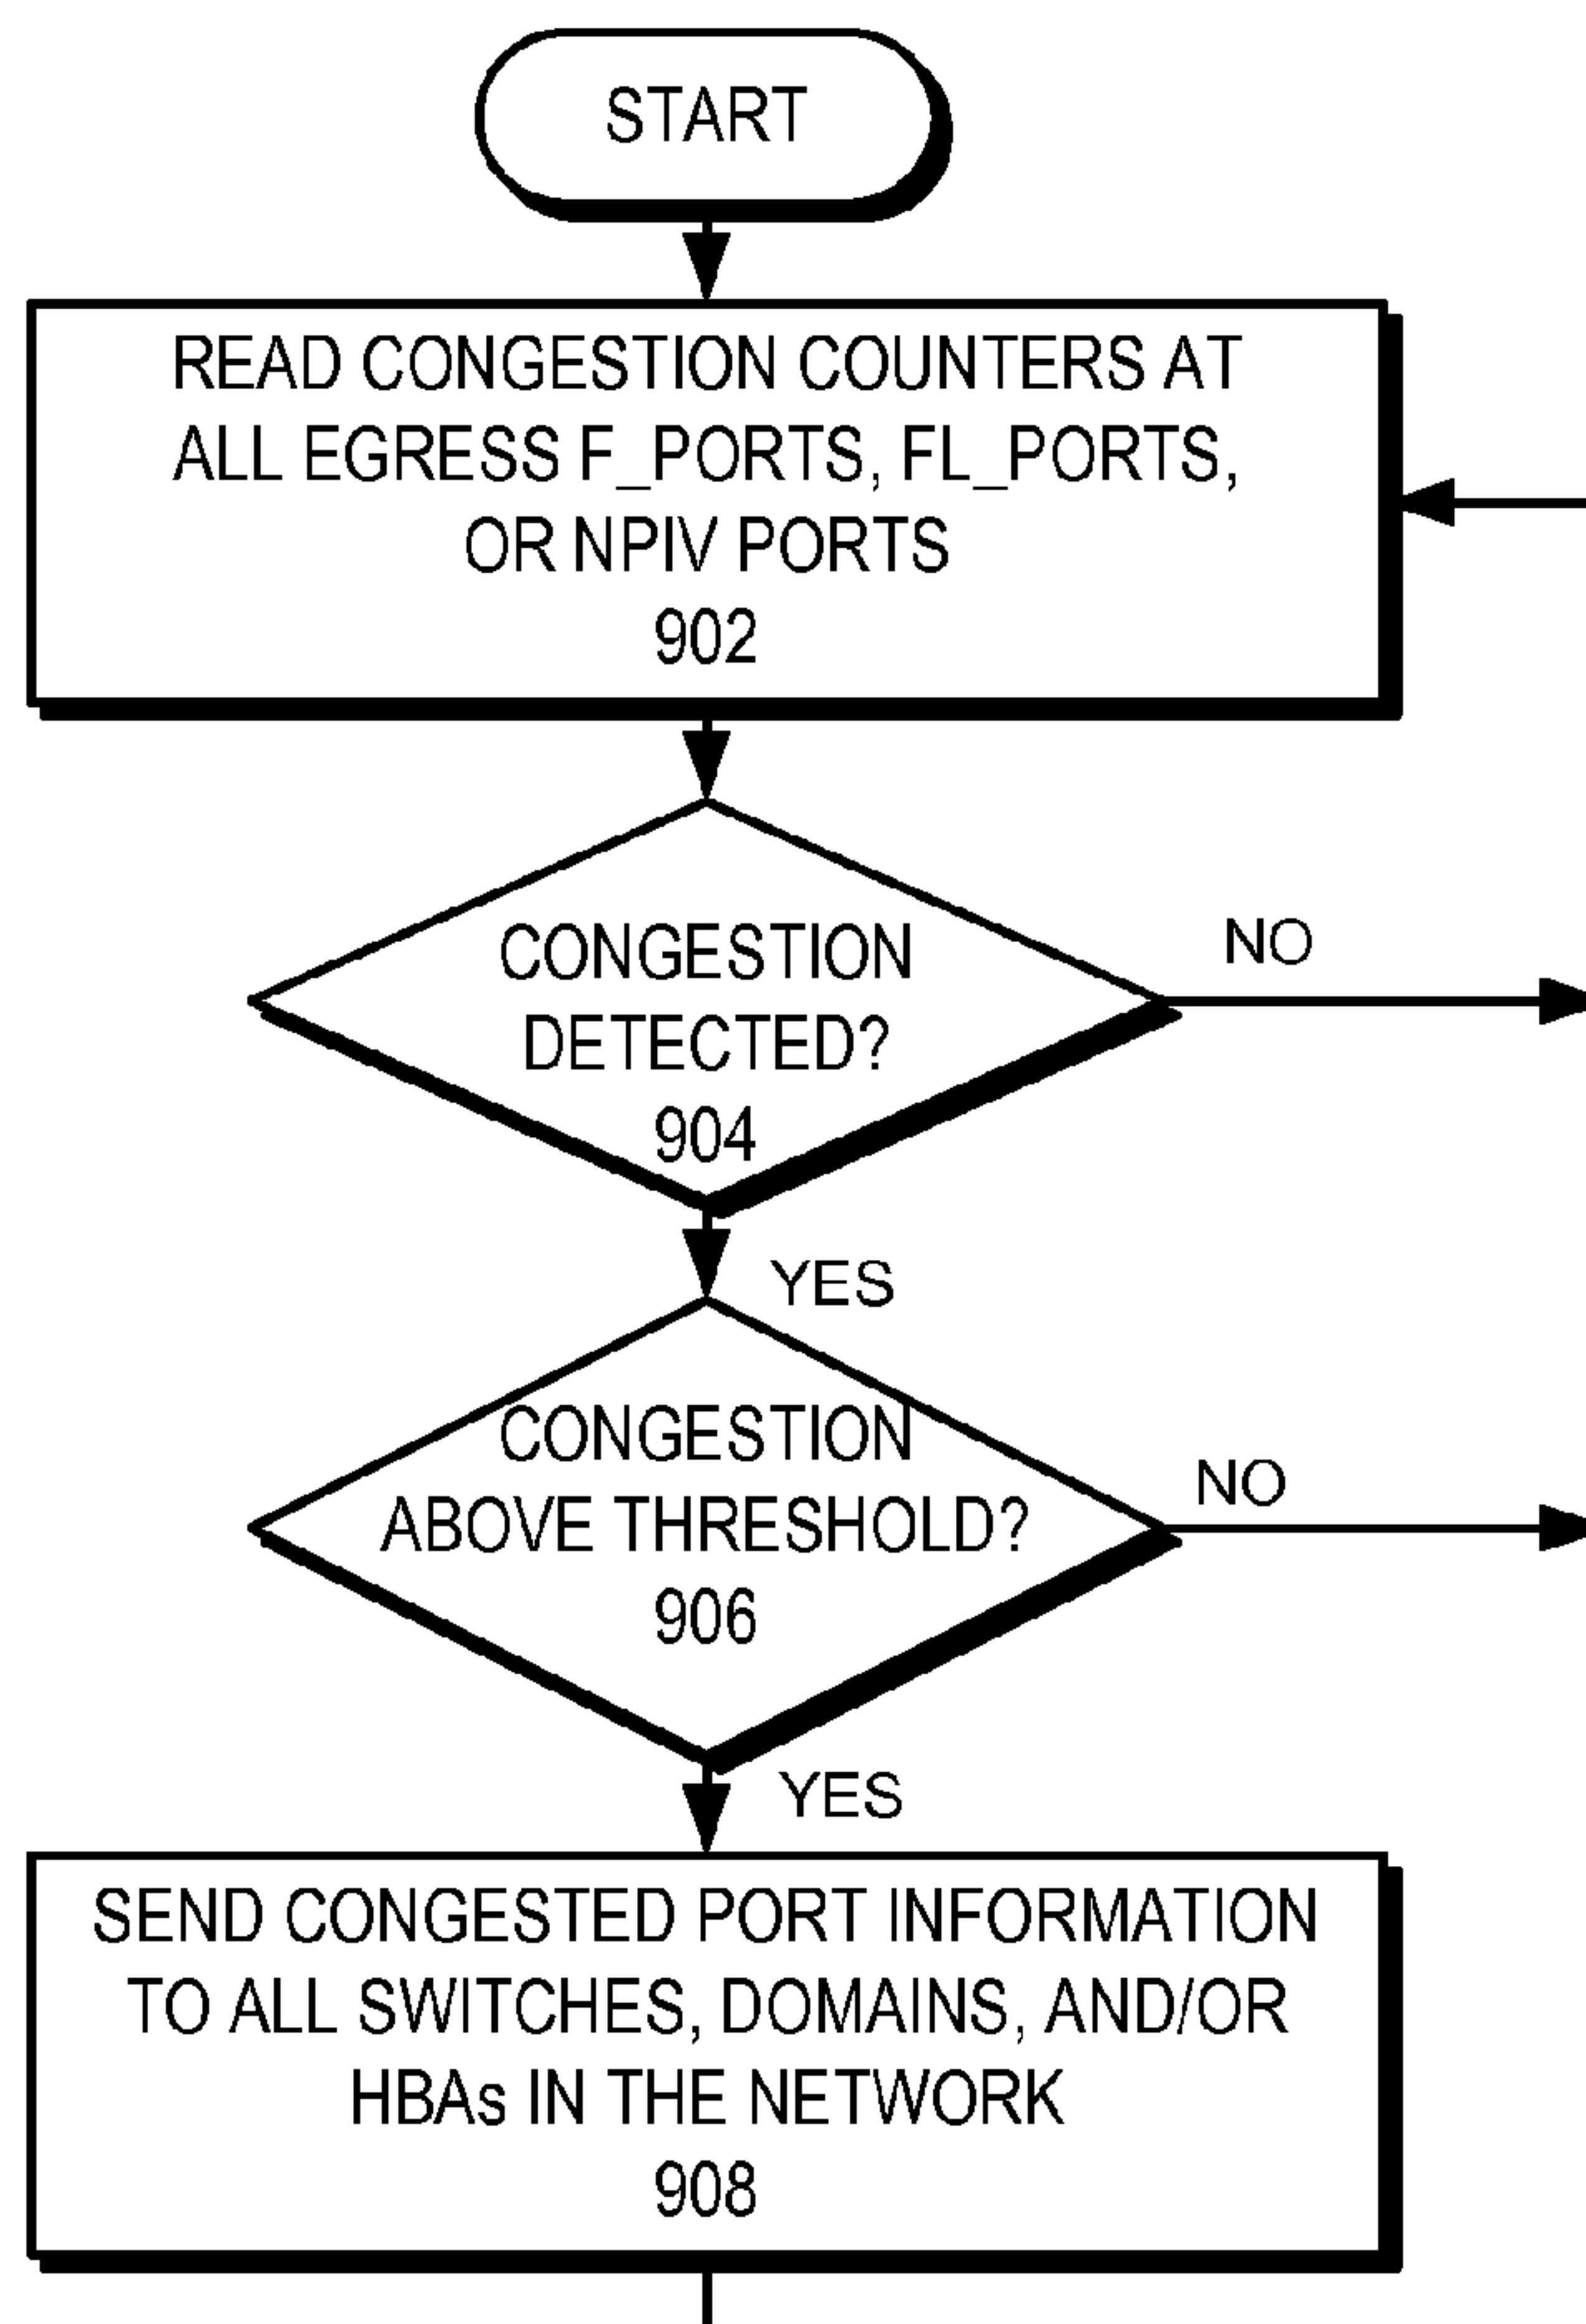 START
READ CONGESTION COUNTERS AT
ALL EGRESS F_PORTS, FL_PORTS,
OR NPIV PORTS
902
CONGESTION
DETECTED?
904
NO
YES
CONGESTION
ABOVE THRESHOLD?
906
NO
YES
SEND CONGESTED PORT INFORMATION
TO ALL SWITCHES, DOMAINS, AND/OR
HBAs IN THE NETWORK
908